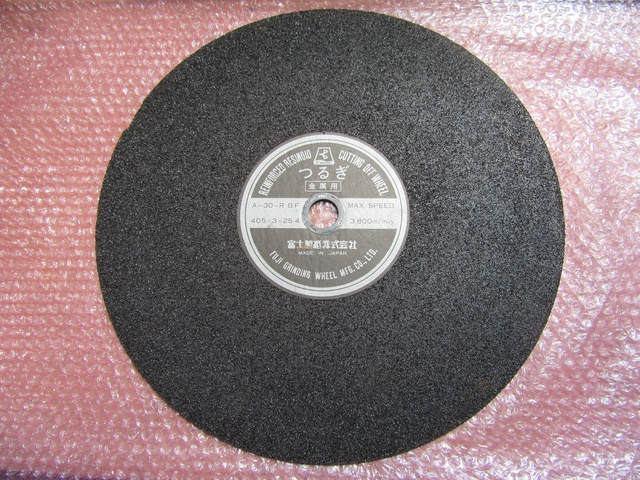 REINFORCED RESINOID CUTTING OFF WHEEL
つるぎ
金属用
A-30-R BF MAX SPEED
405×3×25.4 3,800m/min
富士製砥株式会社
MADE IN JAPAN
FUJI GRINDING WHEEL MFG. CO., LTD.